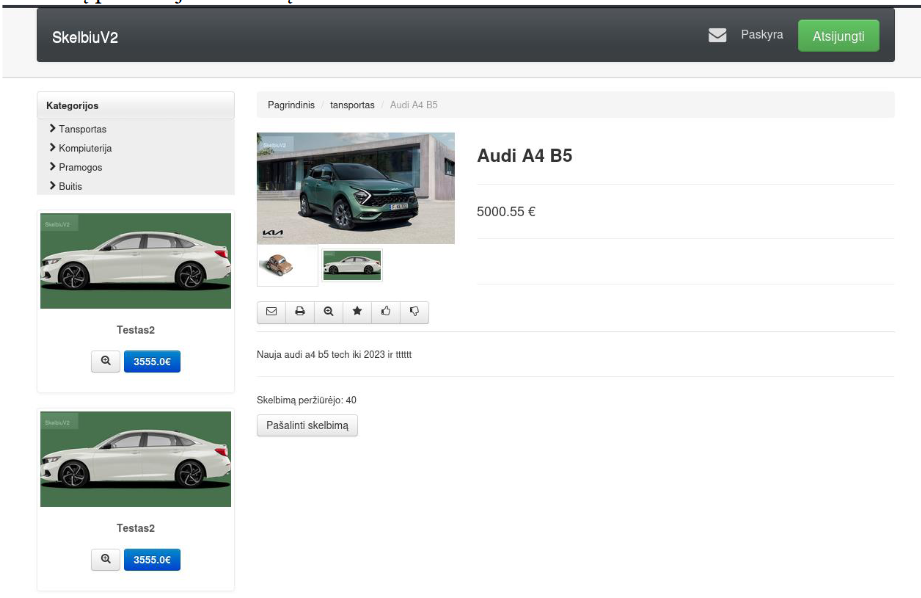 SkelbiuV2
Paskyra
Atsijungti
Kategorijos
Tansportas
Kompiuterija
Pramogos
Buitis
SkelbiuV2
Testas2
3555.0€
SkelbiuV2
Testas2
3555.0€
Pagrindinis / tansportas / Audi A4 B5
SkelbiuV2
KIA
Audi A4 B5
5000.55 €
Nauja audi a4 b5 tech iki 2023 ir tttttt
Skelbimą peržiūrėjo: 40
Pašalinti skelbimą